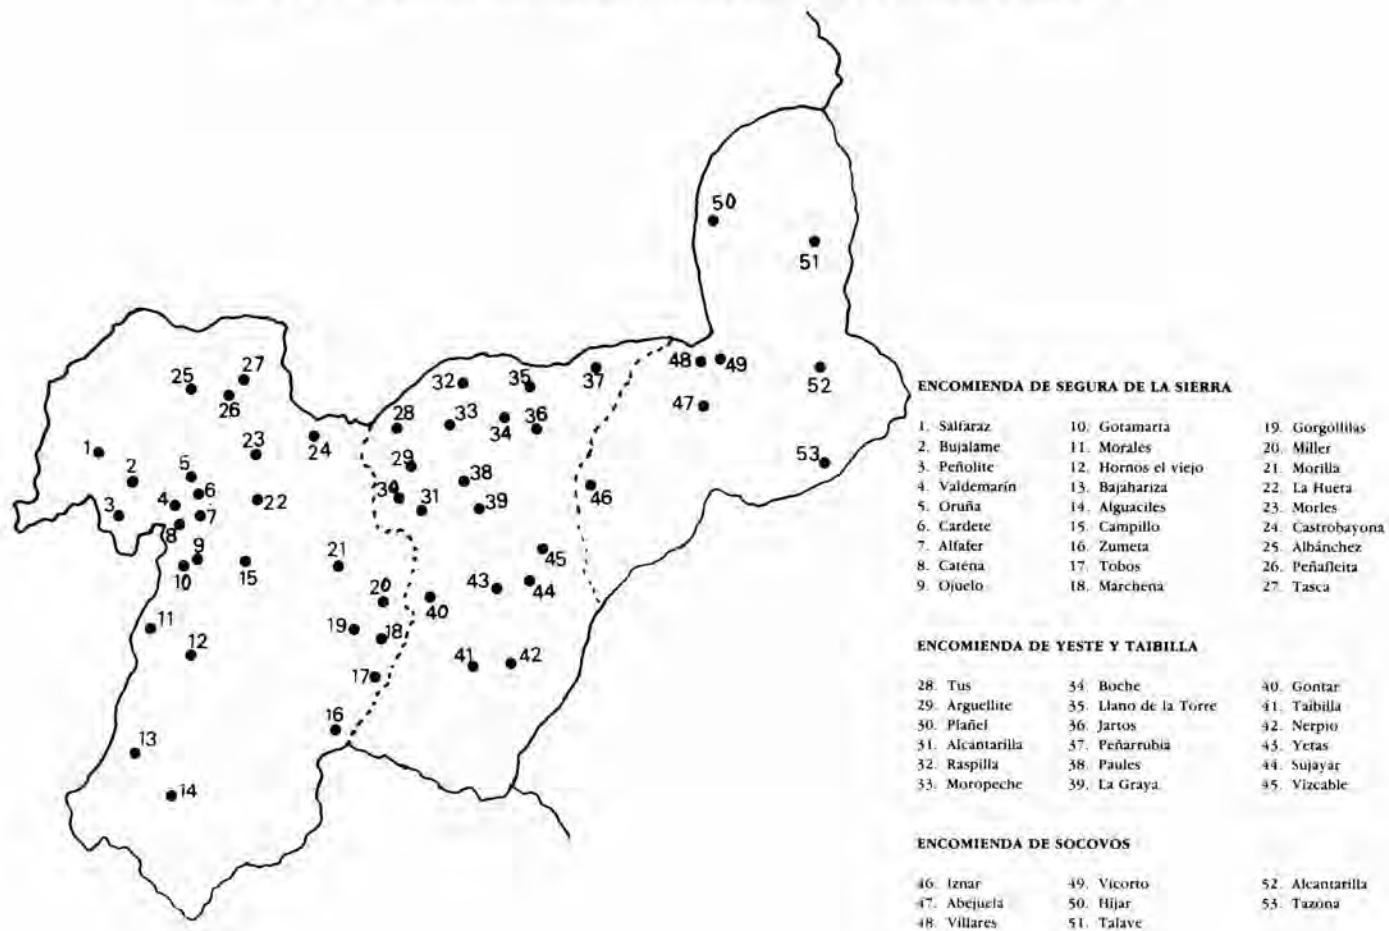 50
51
27
25
26
48
49
37
32
35
52
28
33
34
36
47
1
23
24
2
5
29
38
53
4
6
30
31
39
46
3
22
7
8
9
10
15
21
45
20
43
44
40
11
19
18
12
41
42
17
16
13
14
ENCOMIENDA DE SEGURA DE LA SIERRA
1. Salfaraz 10. Gotamarta 19. Gorgollilas
2. Bujalame 11. Morales 20. Miller
3. Peñolite 12. Hornos el viejo 21. Morilla
4. Valdemarín 13. Bajahariza 22. La Hueta
5. Oruña 14. Alguaciles 23. Morles
6. Cardete 15. Campillo 24. Castrobayona
7. Alfafer 16. Zumeta 25. Albánchez
8. Catena 17. Tobos 26. Peñafleita
9. Ojuelo 18. Marchena 27. Tasca
ENCOMIENDA DE YESTE Y TAIBILLA
28. Tus 34. Boche 40. Gontar
29. Arguellite 35. Llano de la Torre 41. Taibilla
30. Plañel 36. Jartos 42. Nerpio
31. Alcantarilla 37. Peñarrubia 43. Yetas
32. Raspilla 38. Paules 44. Sujayar
33. Moropeche 39. La Graya 45. Vizcable
ENCOMIENDA DE SOCOVOS
46. Iznar 49. Vicorto 52. Alcantarilla
47. Abejuela 50. Hijar 53. Tazona
48. Villares 51. Talave